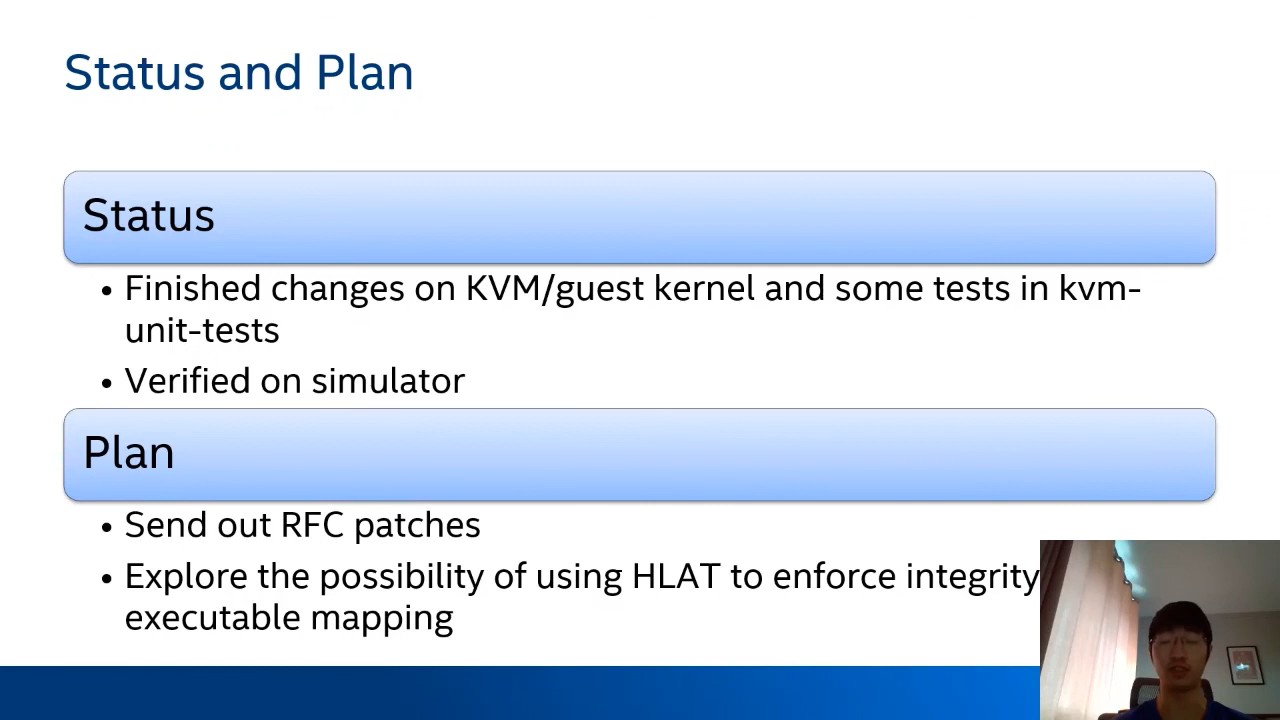 Status and Plan
Status
• Finished changes on KVM/guest kernel and some tests in kvm-
unit-tests
• Verified on simulator
Plan
• Send out RFC patches
• Explore the possibility of using HLAT to enforce integrity
executable mapping